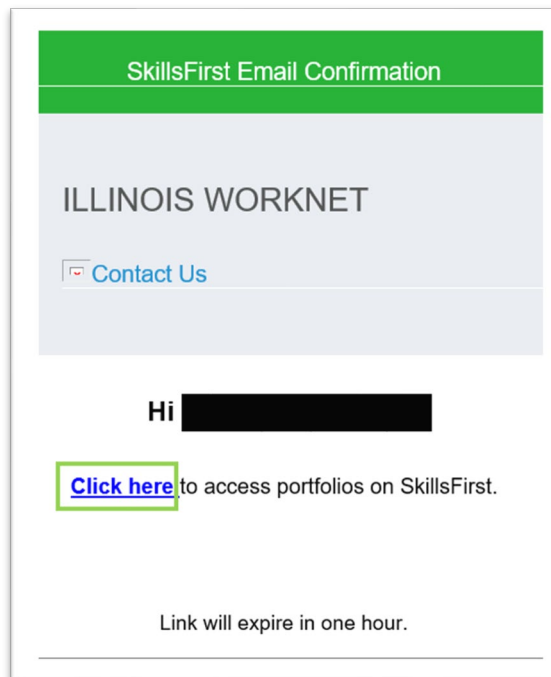 SkillsFirst Email Confirmation
ILLINOIS WORKNET
Contact Us
Hi
Click here to access portfolios on SkillsFirst.
Link will expire in one hour.